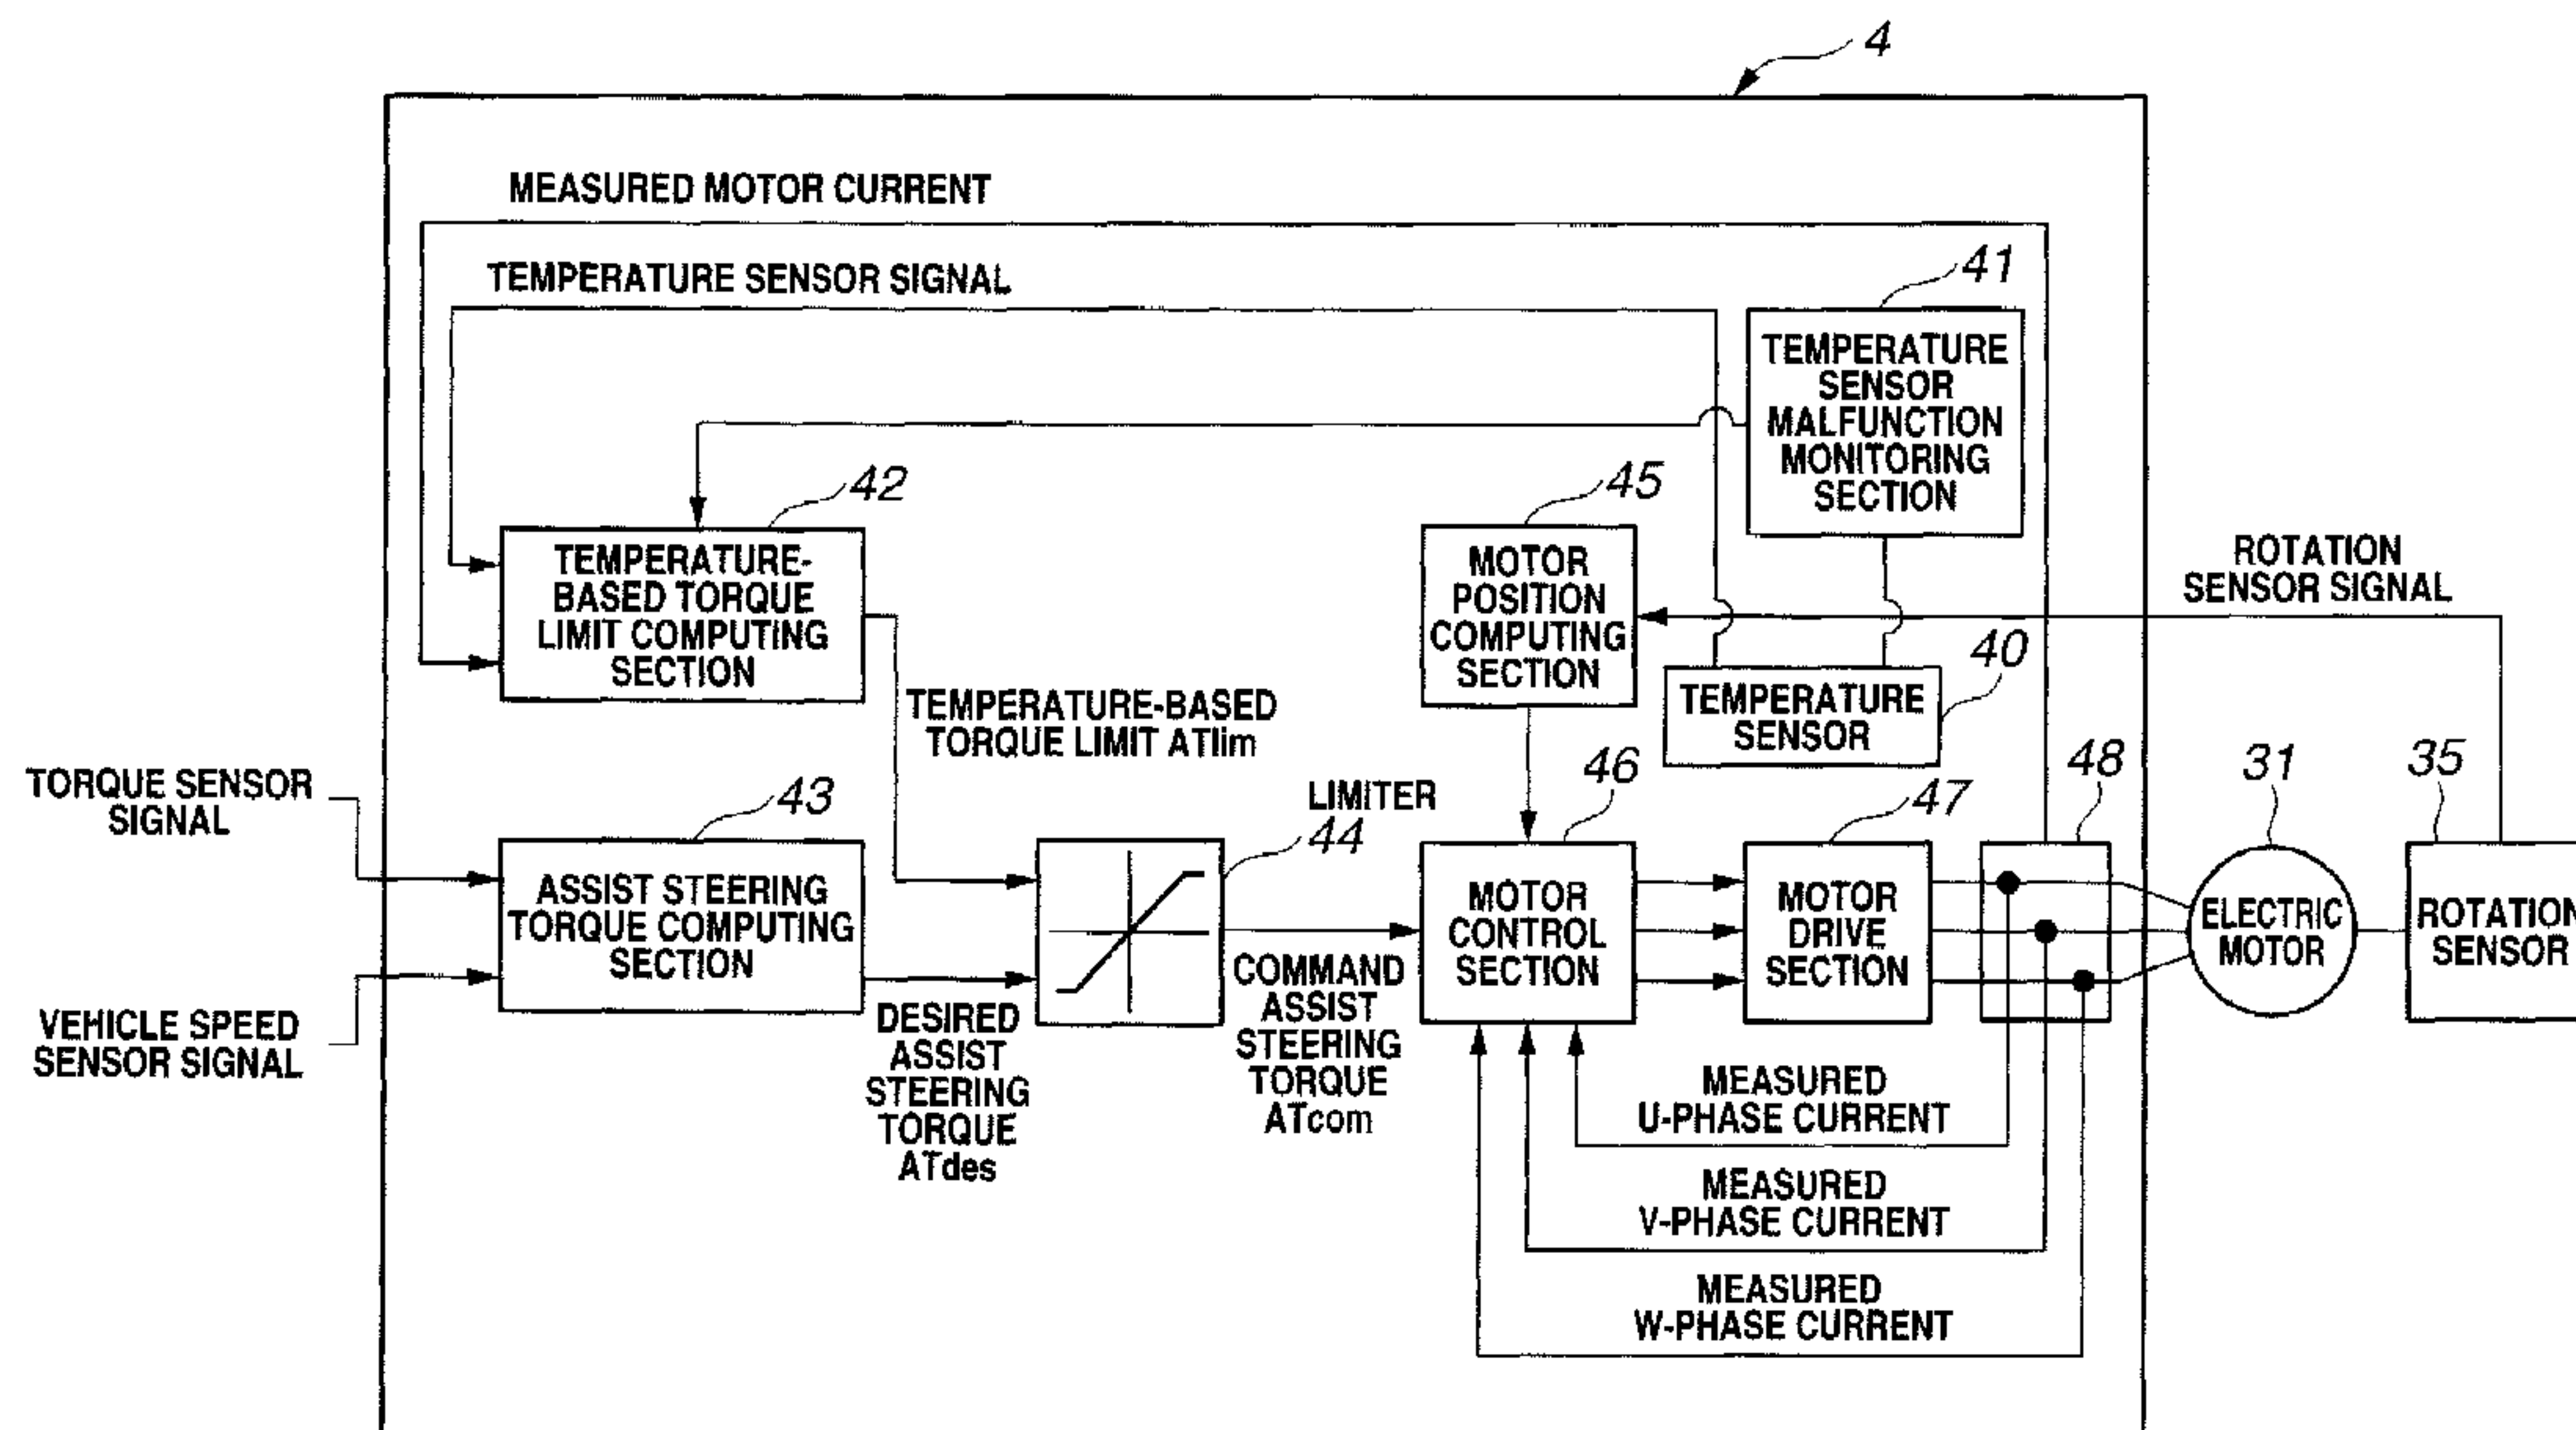 4
MEASURED MOTOR CURRENT
TEMPERATURE SENSOR SIGNAL
41
TEMPERATURE
SENSOR
MALFUNCTION
MONITORING
SECTION
42
TEMPERATURE-
BASED TORQUE
LIMIT COMPUTING
SECTION
45
MOTOR
POSITION
COMPUTING
SECTION
ROTATION
SENSOR SIGNAL
40
TEMPERATURE
SENSOR
TEMPERATURE-BASED
TORQUE LIMIT ATlim
TORQUE SENSOR
SIGNAL
VEHICLE SPEED
SENSOR SIGNAL
43
ASSIST STEERING
TORQUE COMPUTING
SECTION
DESIRED
ASSIST
STEERING
TORQUE
ATdes
LIMITER
44
COMMAND
ASSIST
STEERING
TORQUE
ATcom
46
MOTOR
CONTROL
SECTION
47
MOTOR
DRIVE
SECTION
48
31
ELECTRIC
MOTOR
35
ROTATION
SENSOR
MEASURED
U-PHASE CURRENT
MEASURED
V-PHASE CURRENT
MEASURED
W-PHASE CURRENT